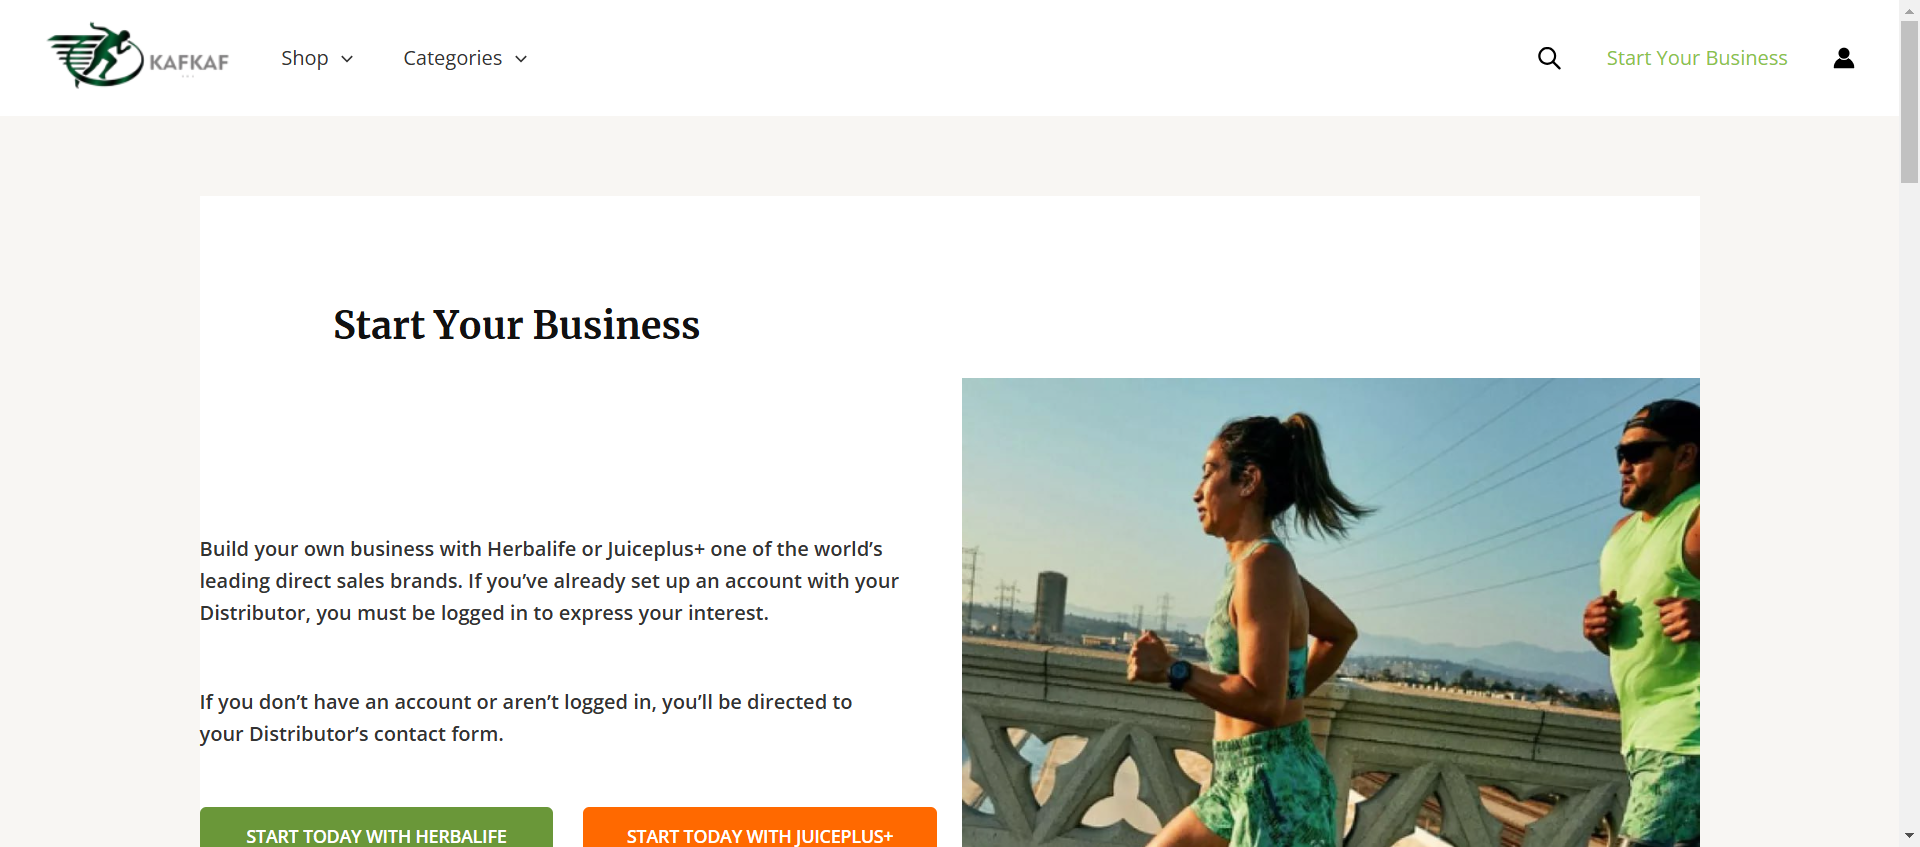 KAFKAF
Shop
Categories
Start Your Business
Start Your Business
Build your own business with Herbalife or Juiceplus+ one of the world’s
leading direct sales brands. If you’ve already set up an account with your
Distributor, you must be logged in to express your interest.
If you don’t have an account or aren’t logged in, you’ll be directed to
your Distributor’s contact form.
START TODAY WITH HERBALIFE
START TODAY WITH JUICEPLUS+